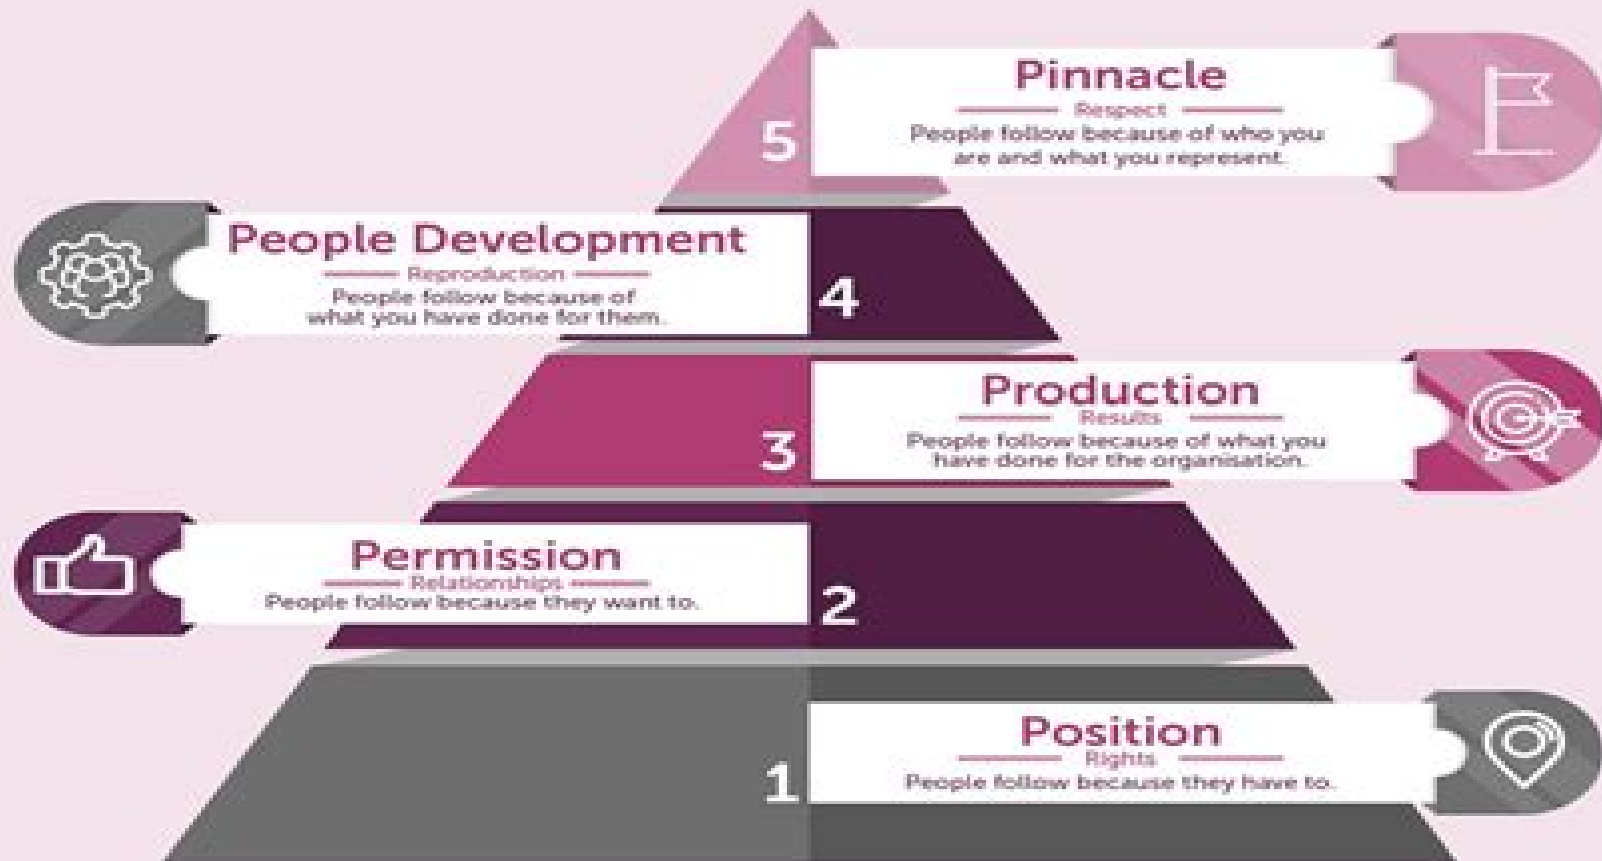 Pinnacle
Respect
People follow because of who you
are and what you represent.
5
People Development
Reproduction
People follow because of
what you have done for them.
4
Production
Results
People follow because of what you
have done for the organisation.
3
Permission
Relationships
People follow because they want to.
2
Position
Rights
People follow because they have to.
1